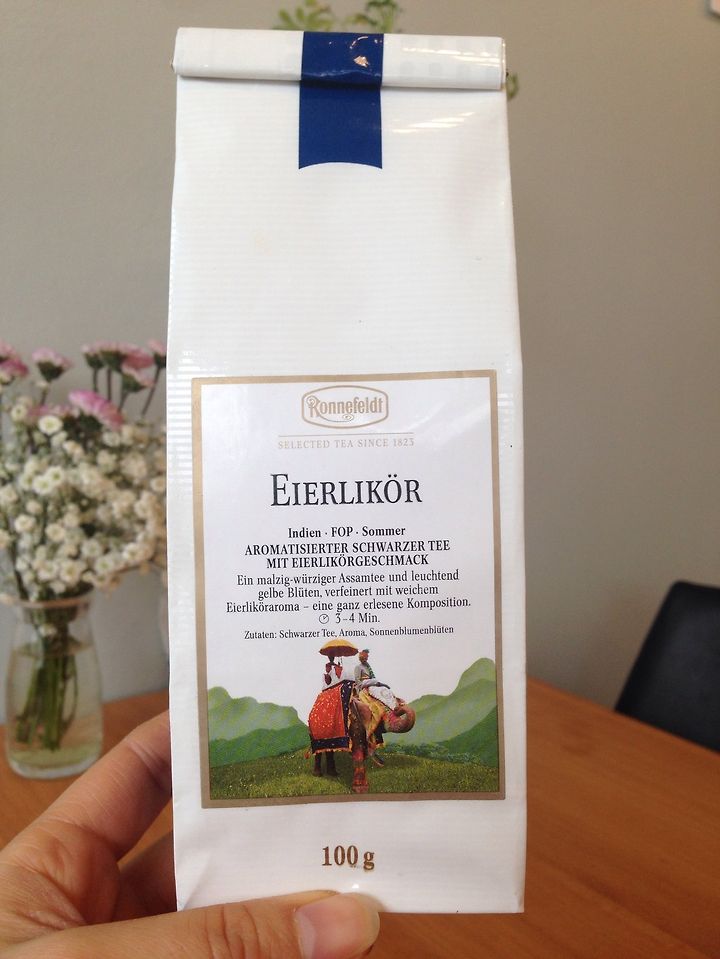 Ronnefeldt
SELECTED TEA SINCE 1823
EIERLIKÖR
Indien · FOP · Sommer
AROMATISIERTER SCHWARZER TEE
MIT EIERLIKÖRGESCHMACK
Ein malzig-würziger Assamtee und leuchtend
gelbe Blüten, verfeinert mit weichem
Eierliköraroma – eine ganz erlesene Komposition.
3–4 Min.
Zutaten: Schwarzer Tee, Aroma, Sonnenblumenblüten
100 g